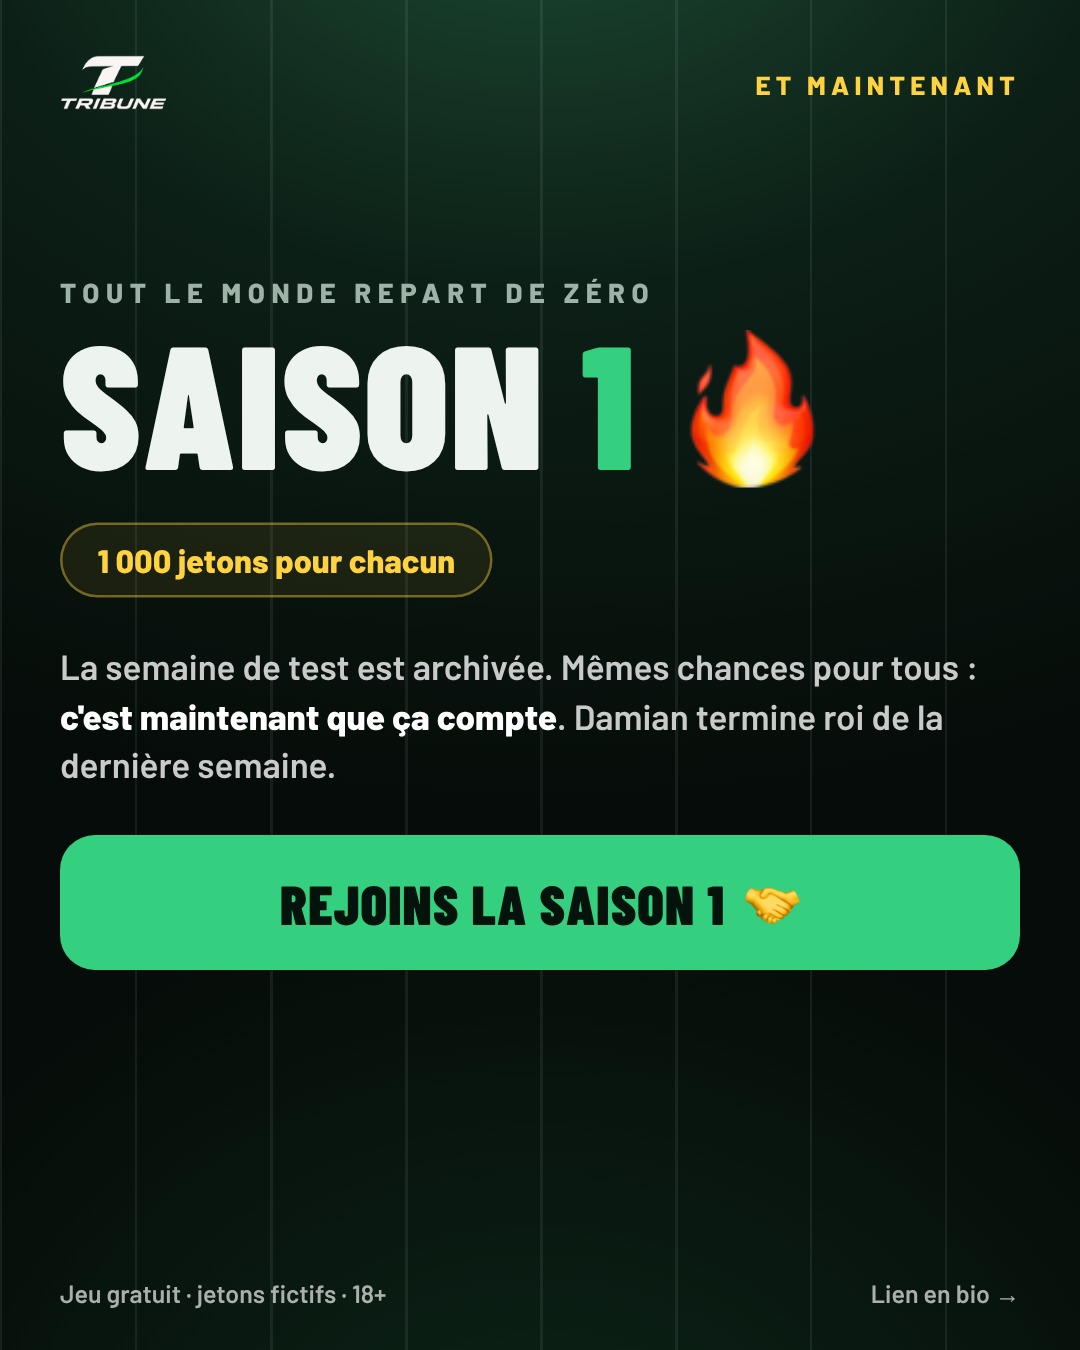 TRIBUNE
ET MAINTENANT
TOUT LE MONDE REPART DE ZÉRO
SAISON 1 🔥
1 000 jetons pour chacun
La semaine de test est archivée. Mêmes chances pour tous :
c'est maintenant que ça compte. Damian termine roi de la
dernière semaine.
REJOINS LA SAISON 1 🤝
Jeu gratuit · jetons fictifs · 18+
Lien en bio →